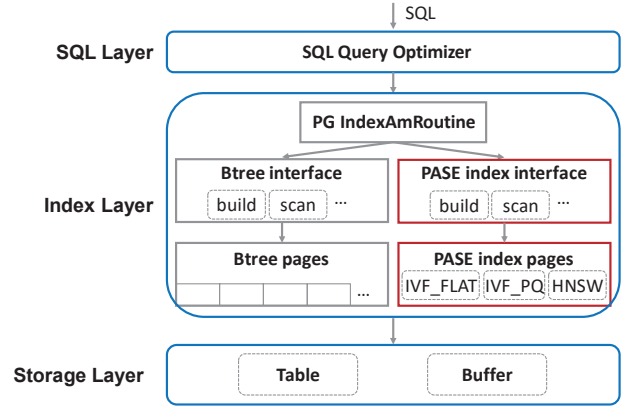 SQL
SQL Layer
SQL Query Optimizer
PG IndexAmRoutine
Btree interface
build
scan
...
PASE index interface
build
scan
...
Index Layer
Btree pages
...
PASE index pages
IVF_FLAT
IVF_PQ
HNSW
Storage Layer
Table
Buffer